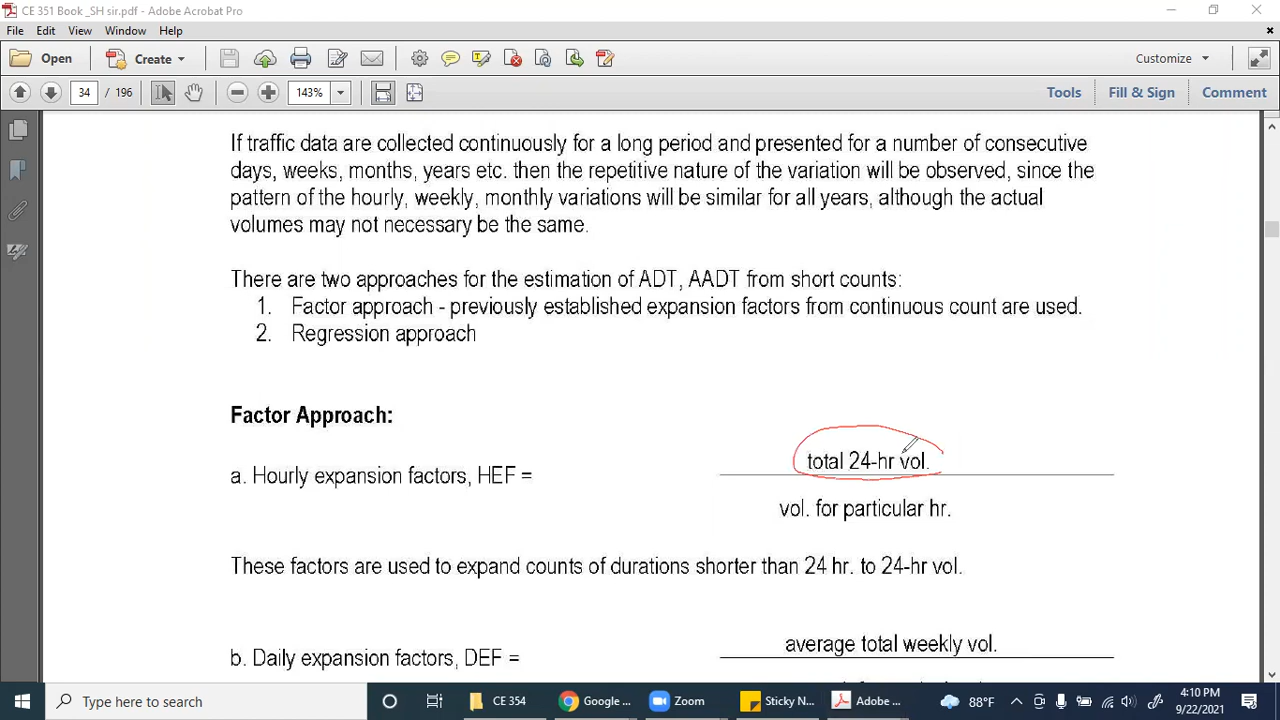 CE 351 Book _SH sir.pdf - Adobe Acrobat Pro
File Edit View Window Help
Open Create Customize
34 / 196 143% Tools Fill & Sign Comment
If traffic data are collected continuously for a long period and presented for a number of consecutive
days, weeks, months, years etc. then the repetitive nature of the variation will be observed, since the
pattern of the hourly, weekly, monthly variations will be similar for all years, although the actual
volumes may not necessary be the same.
There are two approaches for the estimation of ADT, AADT from short counts:
1. Factor approach - previously established expansion factors from continuous count are used.
2. Regression approach
Factor Approach:
total 24-hr vol.
a. Hourly expansion factors, HEF =
vol. for particular hr.
These factors are used to expand counts of durations shorter than 24 hr. to 24-hr vol.
average total weekly vol.
b. Daily expansion factors, DEF =
Type here to search CE 354 Google ... Zoom Sticky N... Adobe ... 88°F 4:10 PM
9/22/2021